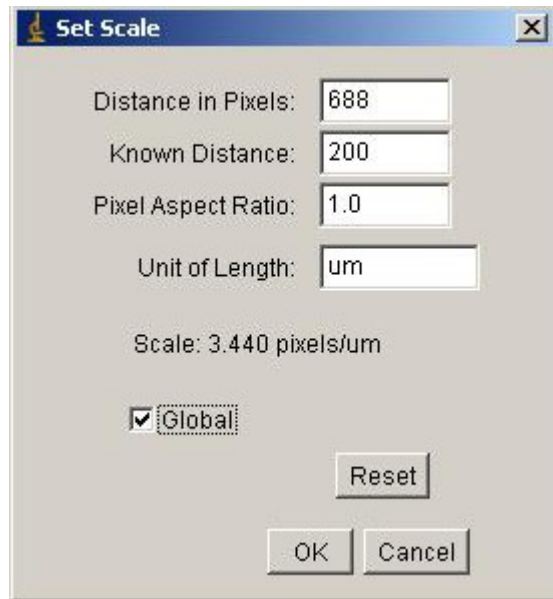 Set Scale
Distance in Pixels: 688
Known Distance: 200
Pixel Aspect Ratio: 1.0
Unit of Length: um
Scale: 3.440 pixels/um
Global
Reset
OK Cancel